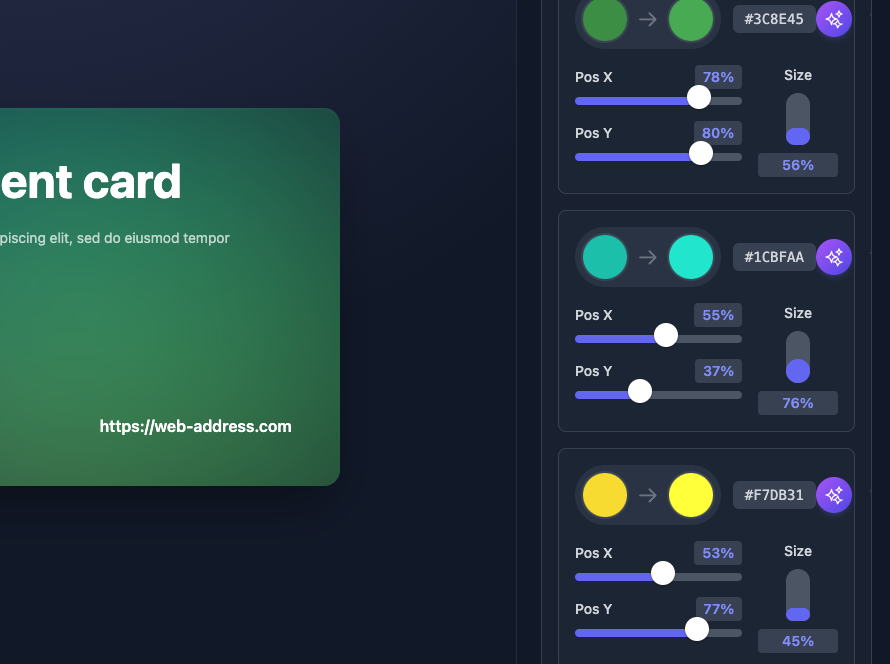 ent card
piscing elit, sed do eiusmod tempor
https://web-address.com
#3C8E45
Pos X 78%
Size
Pos Y 80%
56%
#1CBFAA
Pos X 55%
Size
Pos Y 37%
76%
#F7DB31
Pos X 53%
Size
Pos Y 77%
45%